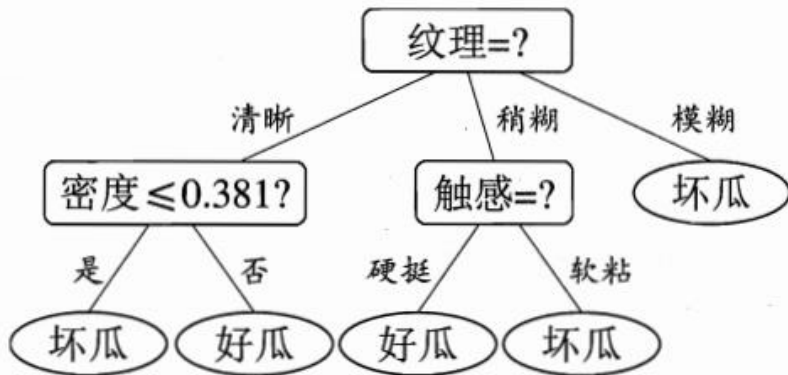 纹理=?
清晰 稍糊 模糊
密度≤0.381? 触感=? 坏瓜
是 否 硬挺 软粘
坏瓜 好瓜 好瓜 坏瓜